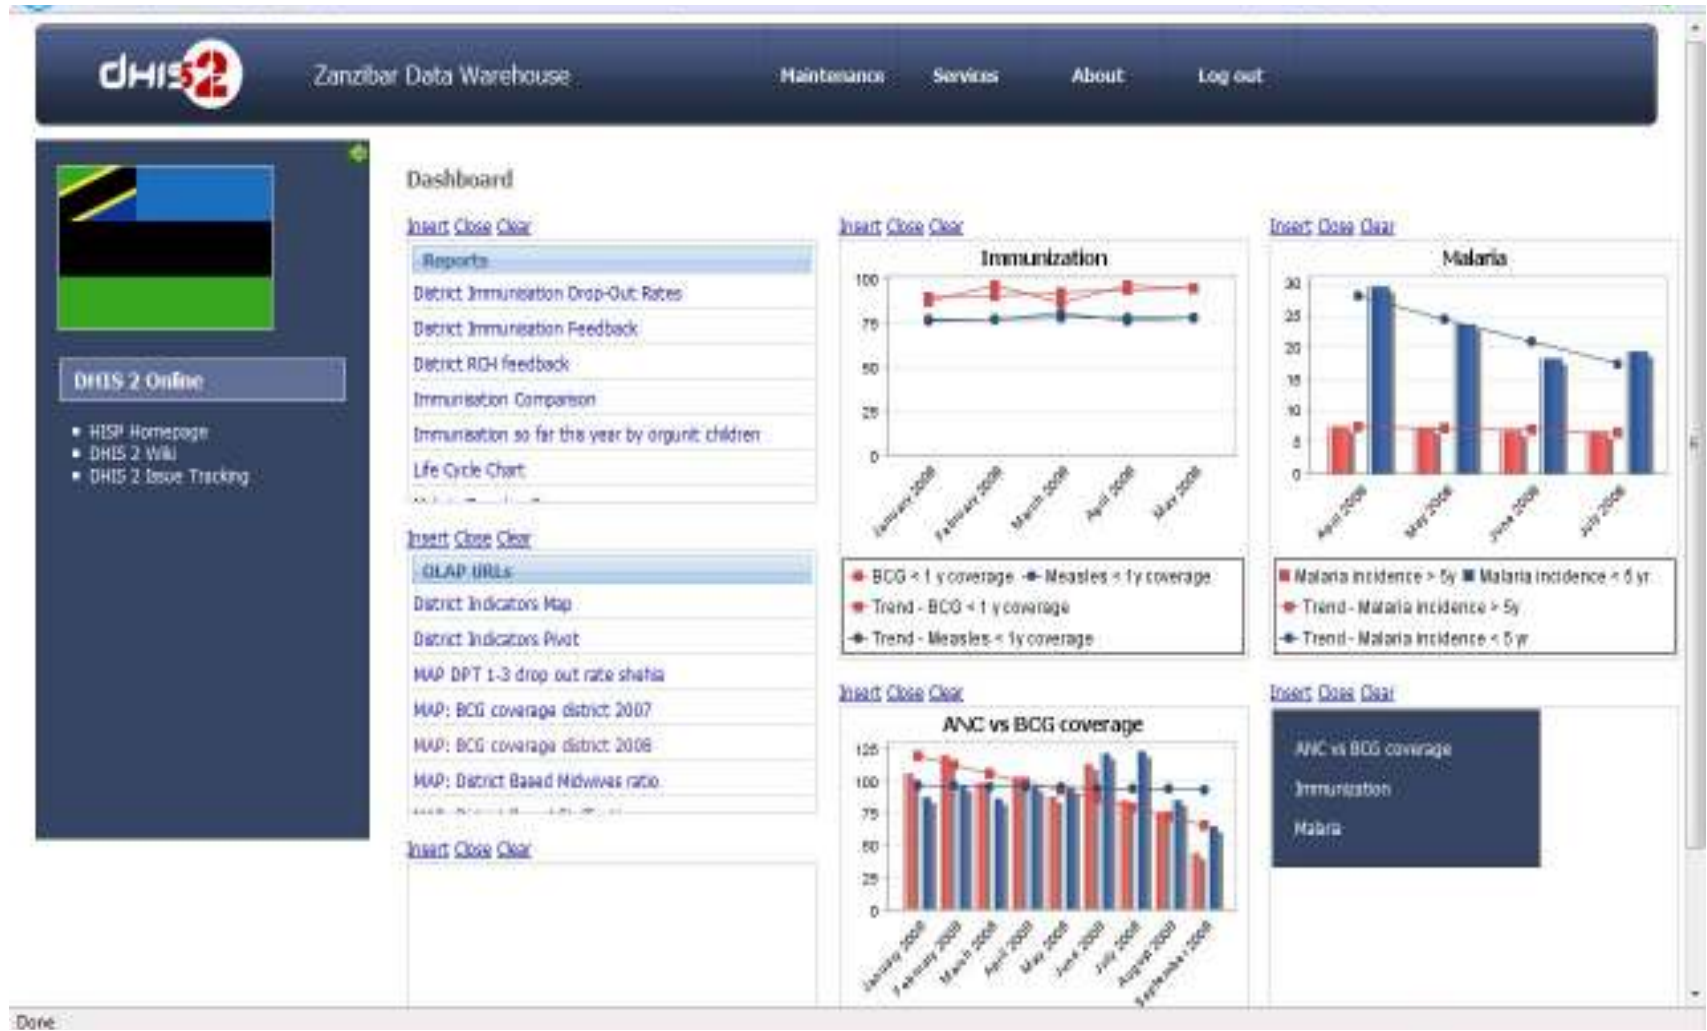 dHIS2
Zanzibar Data Warehouse
Maintenance
Services
About
Log out
DHIS 2 Online
HISP Homepage
DHIS 2 Wiki
DHIS 2 Issue Tracking
Dashboard
Insert Close Clear
Reports
District Immunisation Drop-Out Rates
District Immunisation Feedback
District RCH feedback
Immunisation Comparison
Immunisation so far this year by orgunit children
Life Cycle Chart
Insert Close Clear
OLAP URLs
District Indicators Map
District Indicators Pivot
MAP DPT 1-3 drop out rate shehia
MAP: BCG coverage district 2007
MAP: BCG coverage district 2008
MAP: District Based Midwives ratio
Insert Close Clear
Insert Close Clear
Immunization
100
75
50
25
0
January 2008
February 2008
March 2008
April 2008
May 2008
BCG < 1 y coverage
Measles < 1y coverage
Trend - BCG < 1 y coverage
Trend - Measles < 1y coverage
Insert Close Clear
Malaria
30
25
20
15
10
5
0
April 2008
May 2008
June 2008
July 2008
Malaria incidence > 5y
Malaria incidence < 5 yr
Trend - Malaria incidence > 5y
Trend - Malaria incidence < 5 yr
Insert Close Clear
ANC vs BCG coverage
125
100
75
50
25
0
January 2008
February 2008
March 2008
April 2008
May 2008
June 2008
July 2008
August 2008
September 2008
Insert Close Clear
ANC vs BCG coverage
Immunization
Malaria
Done